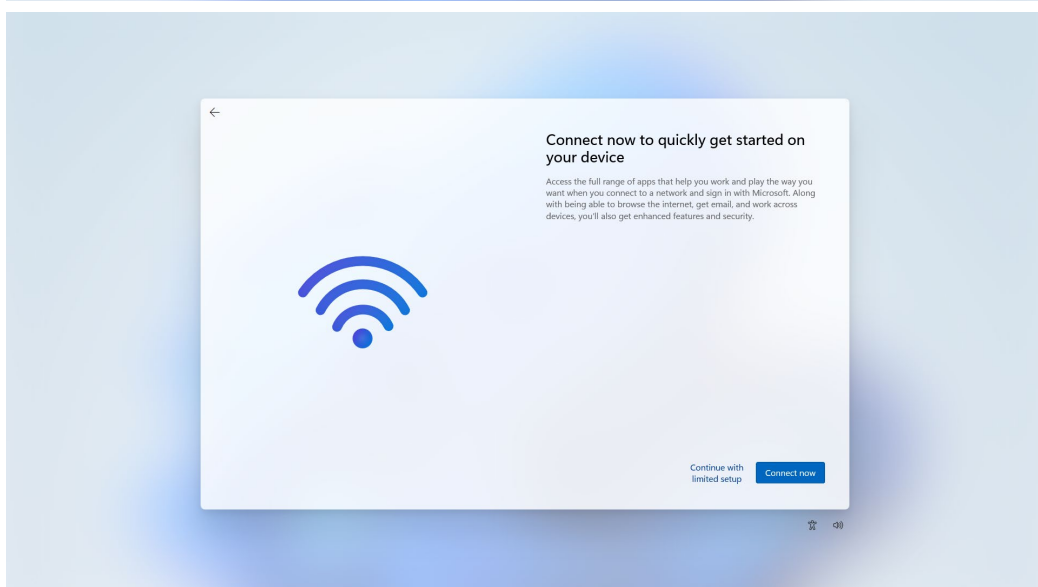 Connect now to quickly get started on
your device
Access the full range of apps that help you work and play the way you
want when you connect to a network and sign in with Microsoft. Along
with being able to browse the internet, get email, and work across
devices, you'll also get enhanced features and security.
Continue with
limited setup
Connect now